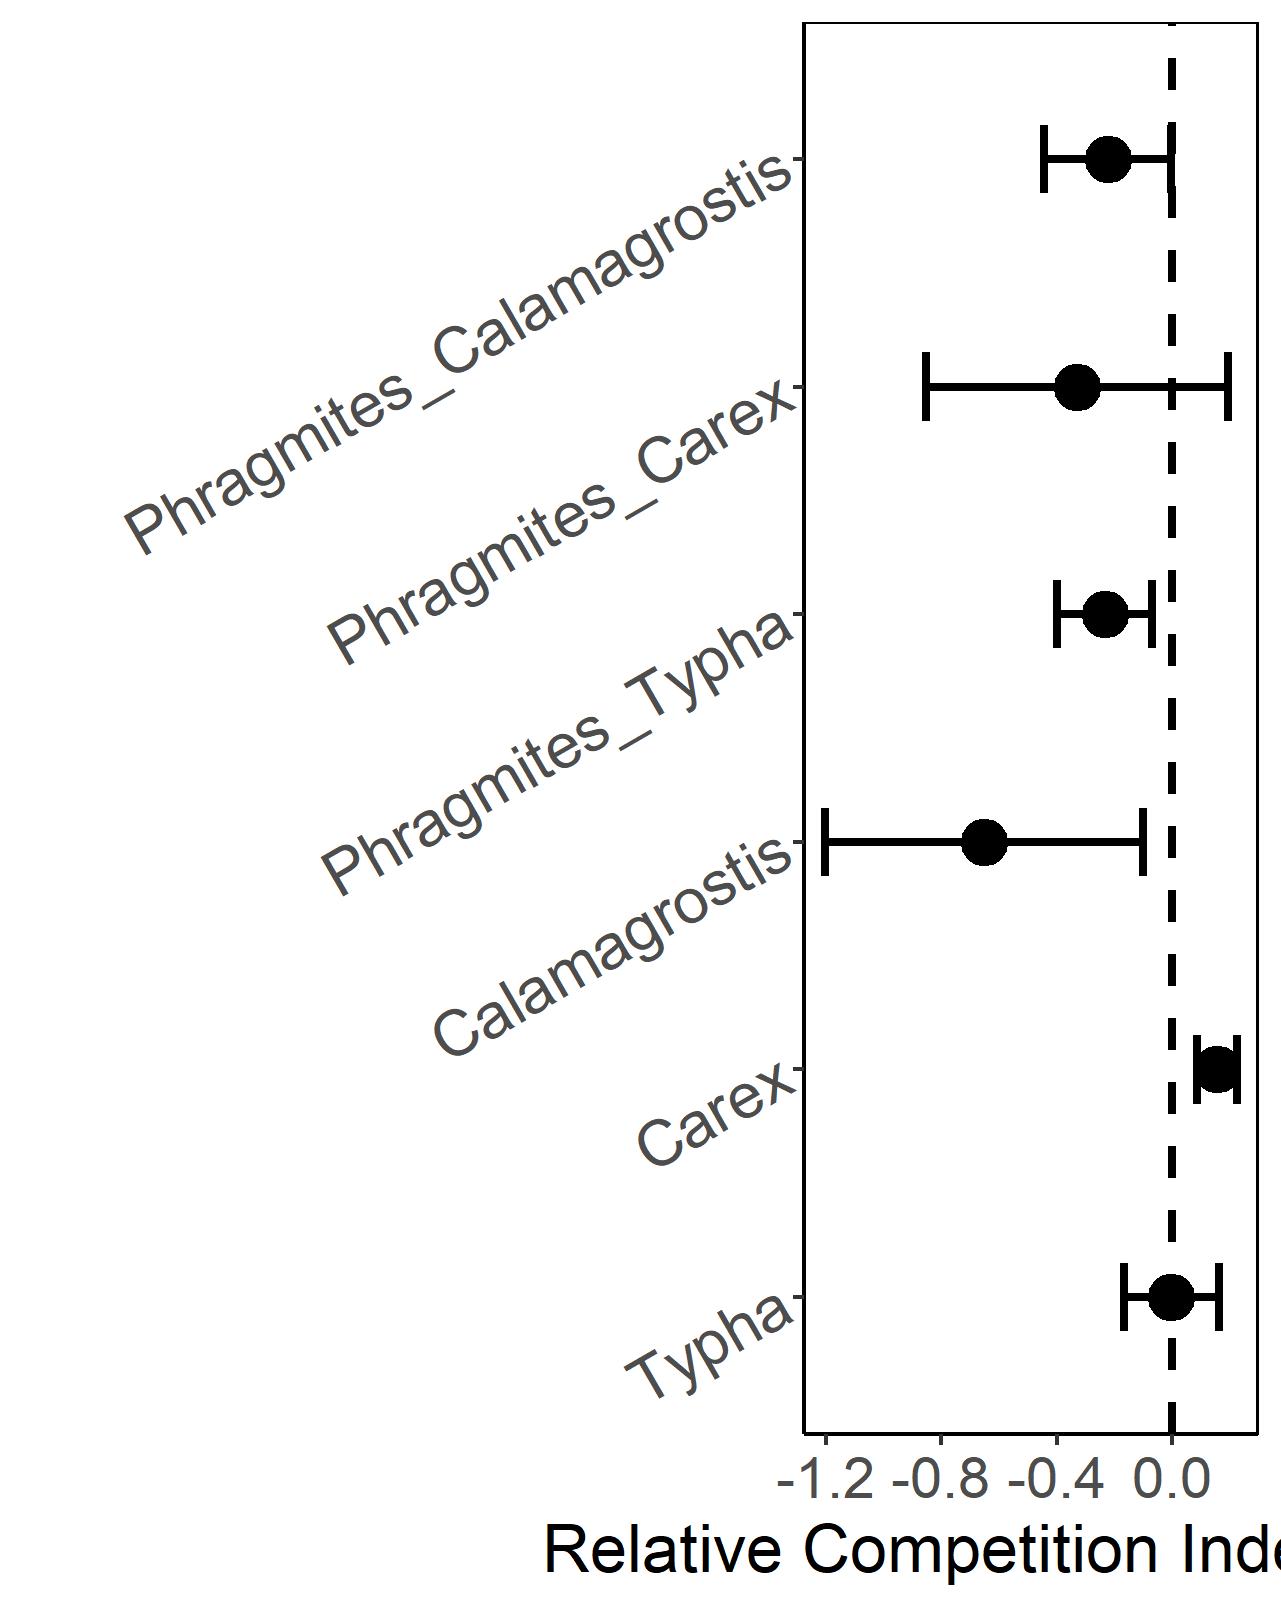 Phragmites_Calamagrostis
Phragmites_Carex
Phragmites_Typha
Calamagrostis
Carex
Typha
-1.2 -0.8 -0.4 0.0
Relative Competition Inde